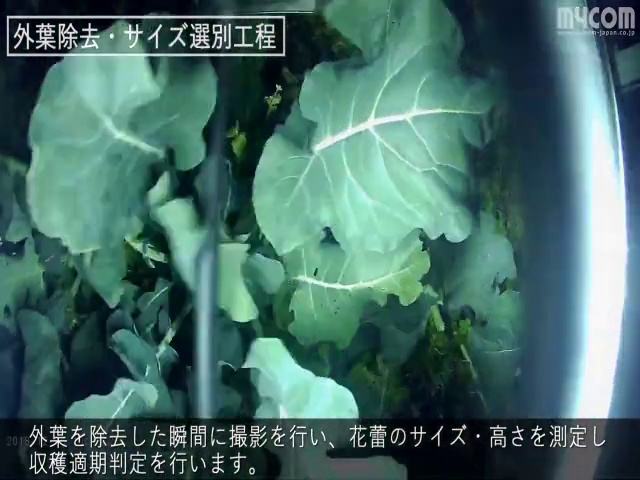 外葉除去・サイズ選別工程
mycom
外葉を除去した瞬間に撮影を行い、花蕾のサイズ・高さを測定し
収穫適期判定を行います。